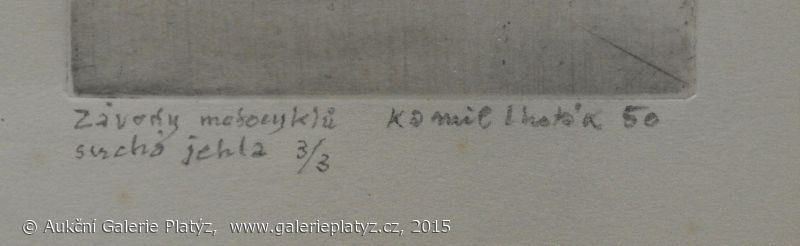 Závody motocyklů Kamil Lhoták 50
suchá jehla 3/3
© Aukční Galerie Platýz, www.galerieplatyz.cz, 2015